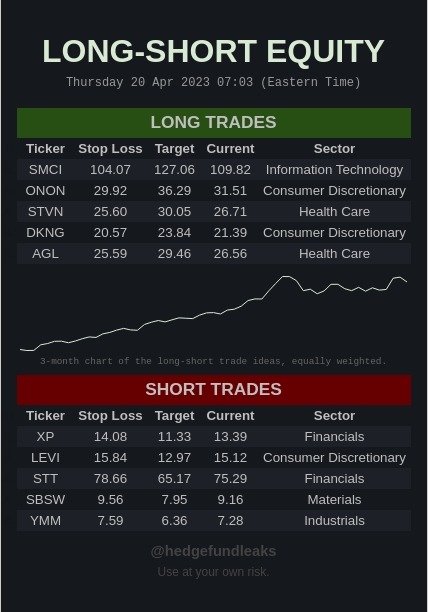 LONG-SHORT EQUITY
Thursday 20 Apr 2023 07:03 (Eastern Time)
LONG TRADES
Ticker Stop Loss Target Current Sector
SMCI 104.07 127.06 109.82 Information Technology
ONON 29.92 36.29 31.51 Consumer Discretionary
STVN 25.60 30.05 26.71 Health Care
DKNG 20.57 23.84 21.39 Consumer Discretionary
AGL 25.59 29.46 26.56 Health Care
3-month chart of the long-short trade ideas, equally weighted.
SHORT TRADES
Ticker Stop Loss Target Current Sector
XP 14.08 11.33 13.39 Financials
LEVI 15.84 12.97 15.12 Consumer Discretionary
STT 78.66 65.17 75.29 Financials
SBSW 9.56 7.95 9.16 Materials
YMM 7.59 6.36 7.28 Industrials
@hedgefundleaks
Use at your own risk.